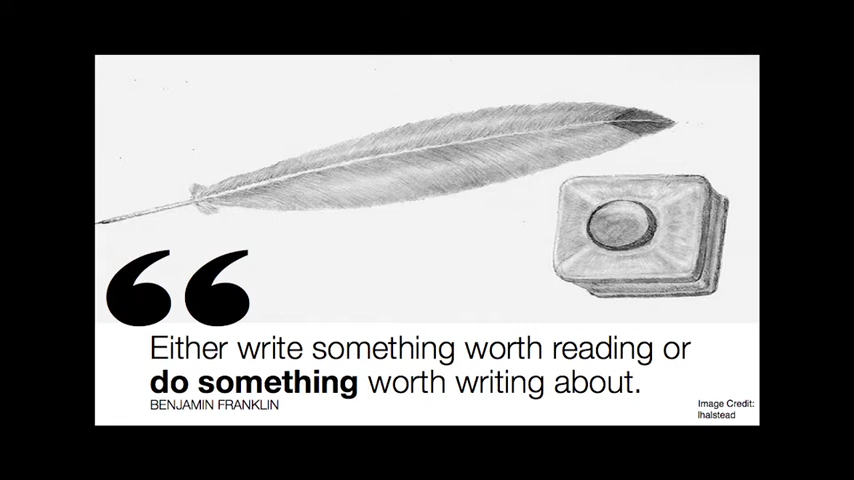 “
Either write something worth reading or
do something worth writing about.
BENJAMIN FRANKLIN
Image Credit:
lhalstead